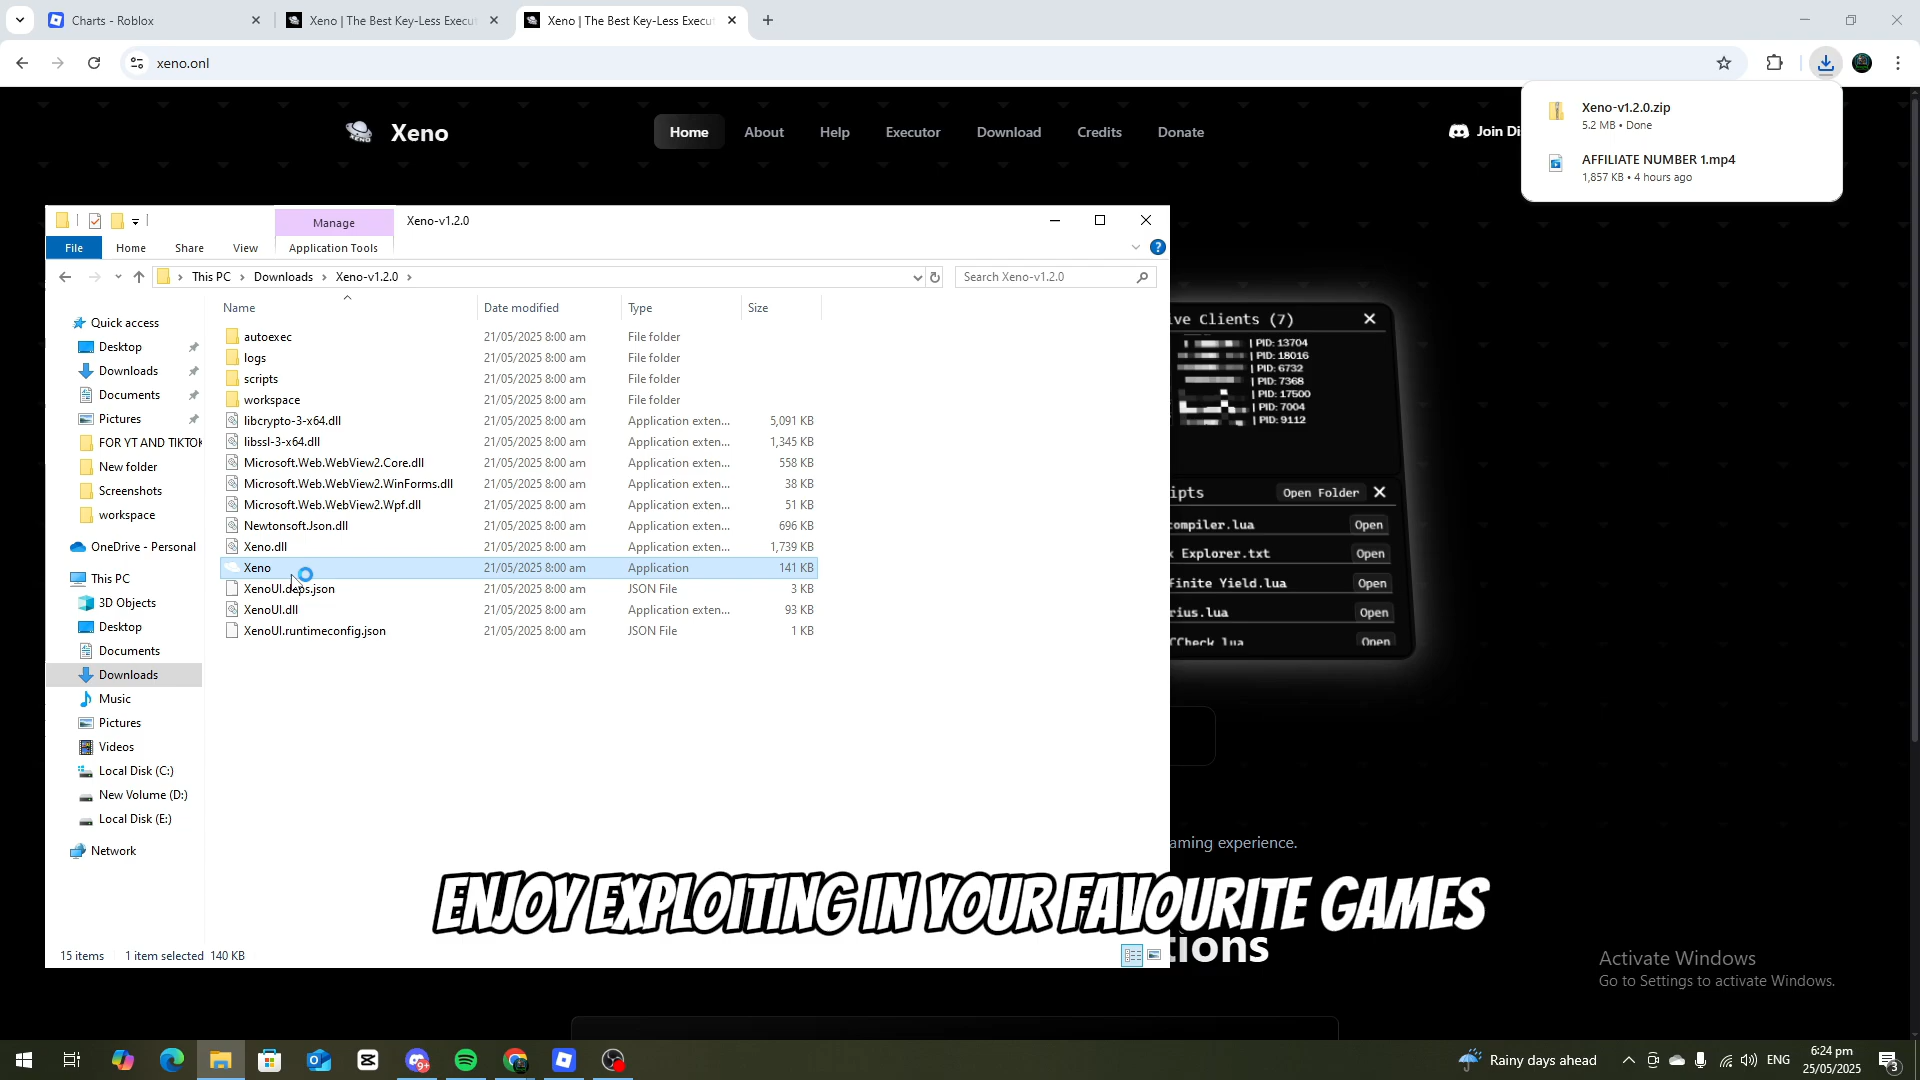 Charts - Roblox
Xeno | The Best Key-Less Execut
Xeno | The Best Key-Less Execut
xeno.onl
Xeno-v1.2.0.zip
5.2 MB • Done
AFFILIATE NUMBER 1.mp4
1,857 KB • 4 hours ago
Xeno
Home
About
Help
Executor
Download
Credits
Donate
Join Di
Manage
Xeno-v1.2.0
File
Home
Share
View
Application Tools
This PC
Downloads
Xeno-v1.2.0
Search Xeno-v1.2.0
Name
Date modified
Type
Size
Quick access
Desktop
Downloads
Documents
Pictures
FOR YT AND TIKTOK
New folder
Screenshots
workspace
OneDrive - Personal
This PC
3D Objects
Desktop
Documents
Downloads
Music
Pictures
Videos
Local Disk (C:)
New Volume (D:)
Local Disk (E:)
Network
autoexec 21/05/2025 8:00 am File folder
logs 21/05/2025 8:00 am File folder
scripts 21/05/2025 8:00 am File folder
workspace 21/05/2025 8:00 am File folder
libcrypto-3-x64.dll 21/05/2025 8:00 am Application exten... 5,091 KB
libssl-3-x64.dll 21/05/2025 8:00 am Application exten... 1,345 KB
Microsoft.Web.WebView2.Core.dll 21/05/2025 8:00 am Application exten... 558 KB
Microsoft.Web.WebView2.WinForms.dll 21/05/2025 8:00 am Application exten... 38 KB
Microsoft.Web.WebView2.Wpf.dll 21/05/2025 8:00 am Application exten... 51 KB
Newtonsoft.Json.dll 21/05/2025 8:00 am Application exten... 696 KB
Xeno.dll 21/05/2025 8:00 am Application exten... 1,739 KB
Xeno 21/05/2025 8:00 am Application 141 KB
XenoUI.deps.json 21/05/2025 8:00 am JSON File 3 KB
XenoUI.dll 21/05/2025 8:00 am Application exten... 93 KB
XenoUI.runtimeconfig.json 21/05/2025 8:00 am JSON File 1 KB
15 items
1 item selected 140 KB
ive Clients (7)
| PID: 13704
| PID: 18016
| PID: 6732
| PID: 7368
| PID: 17500
| PID: 7004
| PID: 9112
ipts
Open Folder
compiler.lua Open
x Explorer.txt Open
finite Yield.lua Open
rius.lua Open
CCheck.lua Open
aming experience.
ENJOY EXPLOITING IN YOUR FAVOURITE GAMES
tions
Activate Windows
Go to Settings to activate Windows.
9+
Rainy days ahead
ENG
6:24 pm
25/05/2025
3